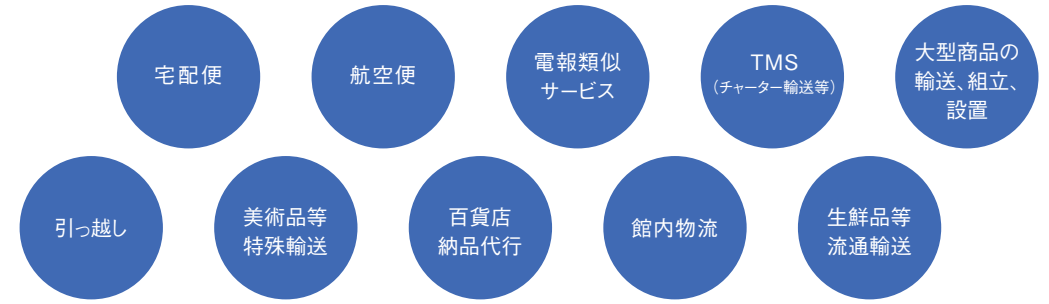 宅配便
航空便
電報類似
サービス
TMS
（チャーター輸送等）
大型商品の
輸送、組立、
設置
引っ越し
美術品等
特殊輸送
百貨店
納品代行
館内物流
生鮮品等
流通輸送